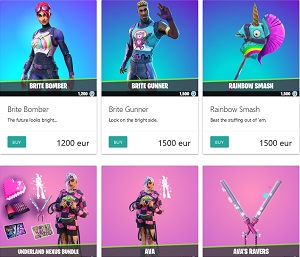 1,500
1,500
1,500
BRITE BOMBER
BRITE GUNNER
RAINBOW SMASH
Brite Bomber
Brite Gunner
Rainbow Smash
The future looks bright...
Look on the bright side.
Beat the stuffing out of 'em.
BUY
1200 eur
BUY
1500 eur
BUY
1500 eur
UNDERLAND NEXUS BUNDLE
AVA
AVA'S RAVERS